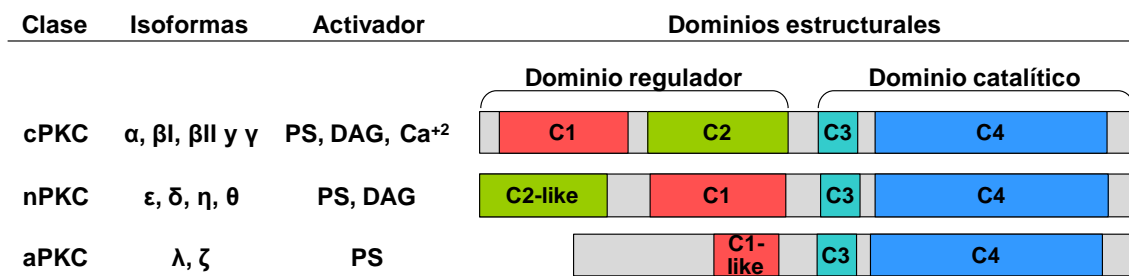 Clase Isoformas Activador Dominios estructurales
Dominio regulador Dominio catalítico
cPKC α, βI, βII y γ PS, DAG, Ca+2 C1 C2 C3 C4
nPKC ε, δ, η, θ PS, DAG C2-like C1 C3 C4
aPKC λ, ζ PS C1-like C3 C4